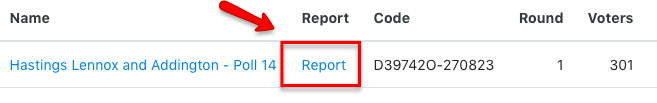 Name Report Code Round Voters
Hastings Lennox and Addington - Poll 14 Report D39742O-270823 1 301